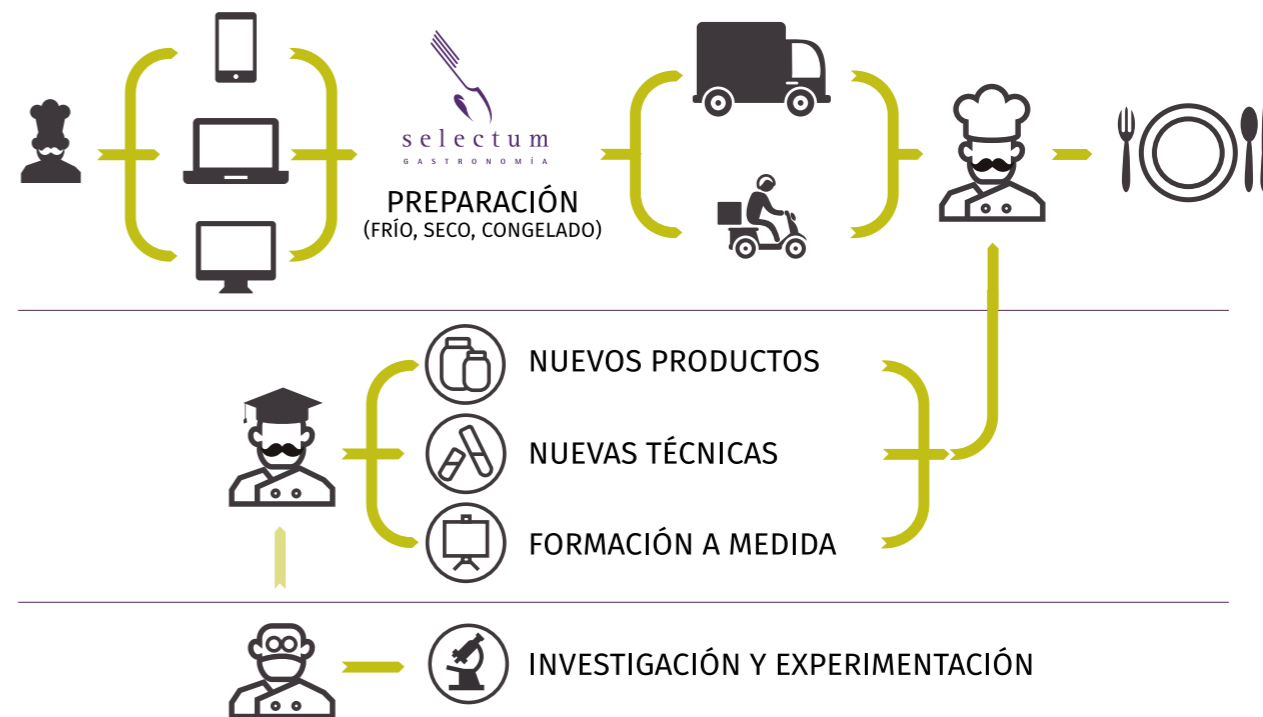 selectum
GASTRONOMÍA
PREPARACIÓN
(FRÍO, SECO, CONGELADO)
NUEVOS PRODUCTOS
NUEVAS TÉCNICAS
FORMACIÓN A MEDIDA
INVESTIGACIÓN Y EXPERIMENTACIÓN